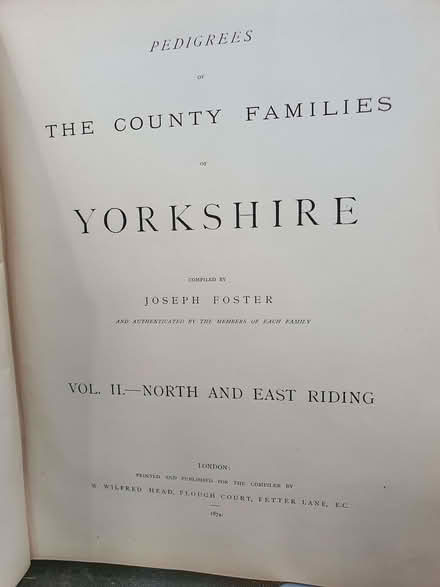 PEDIGREES
OF
THE COUNTY FAMILIES
OF
YORKSHIRE
COMPILED BY
JOSEPH FOSTER
AND AUTHENTICATED BY THE MEMBERS OF EACH FAMILY
VOL. II.—NORTH AND EAST RIDING
LONDON:
PRINTED AND PUBLISHED FOR THE COMPILER BY
W. WILFRED HEAD, PLOUGH COURT, FETTER LANE, E.C.
1874.